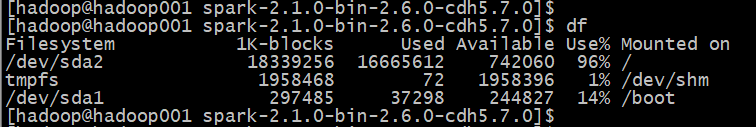 [hadoop@hadoop001 spark-2.1.0-bin-2.6.0-cdh5.7.0]$
[hadoop@hadoop001 spark-2.1.0-bin-2.6.0-cdh5.7.0]$ df
Filesystem 1K-blocks Used Available Use% Mounted on
/dev/sda2 18339256 16665612 742060 96% /
tmpfs 1958468 72 1958396 1% /dev/shm
/dev/sda1 297485 37298 244827 14% /boot
[hadoop@hadoop001 spark-2.1.0-bin-2.6.0-cdh5.7.0]$